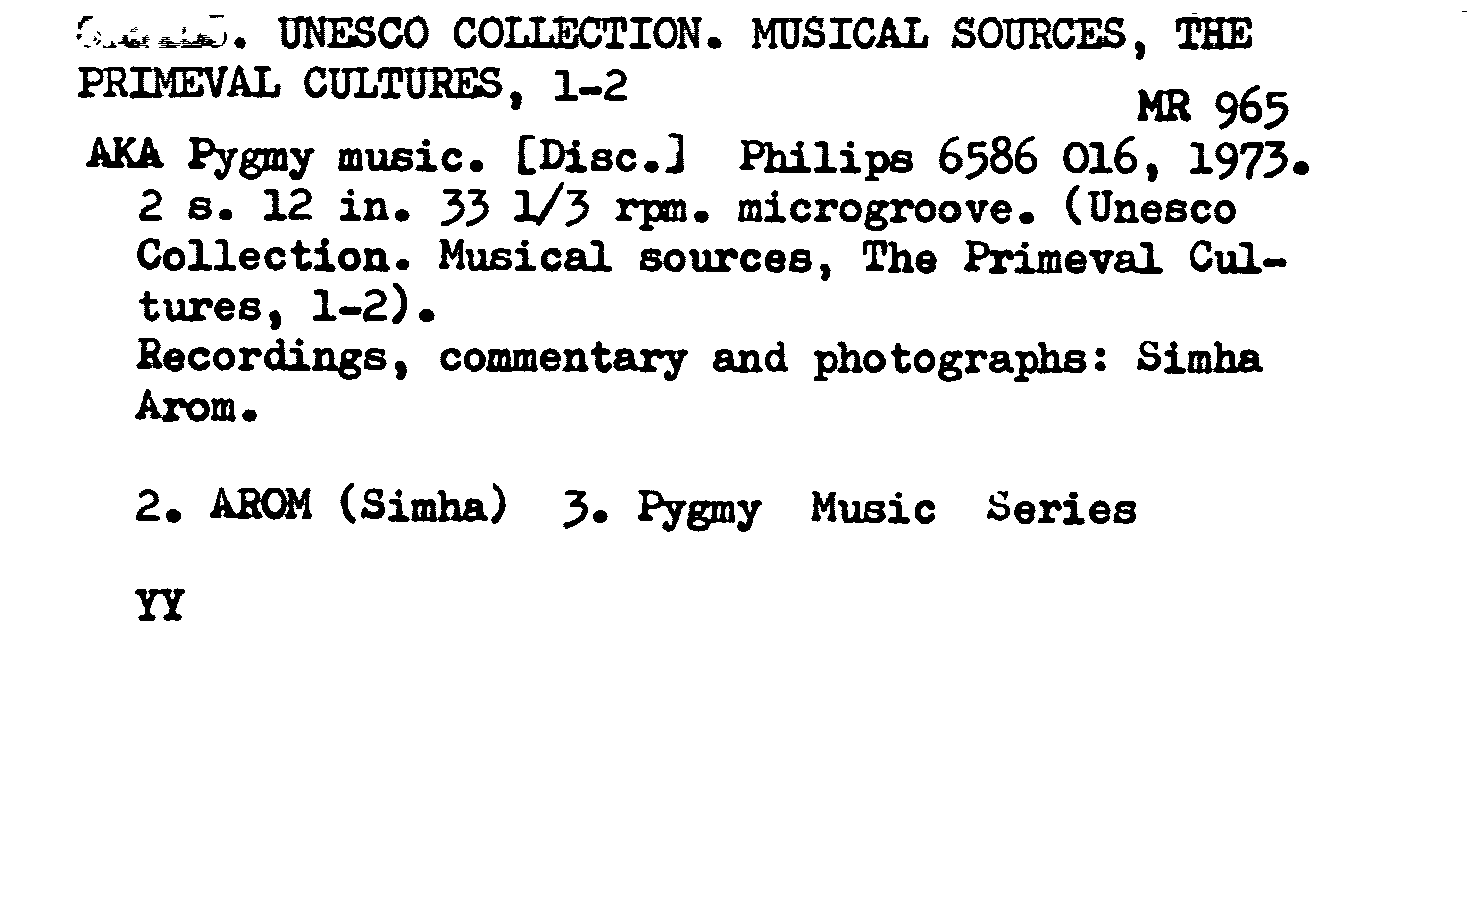 . UNESCO COLLECTION. MUSICAL SOURCES, THE
PRIMEVAL CULTURES, 1-2
MR 965
AKA Pygmy music. [Disc.] Philips 6586 016, 1973.
2 s. 12 in. 33 1/3 rpm. microgroove. (Unesco
Collection. Musical sources, The Primeval Cul-
tures, 1-2).
Recordings, commentary and photographs: Simha
Arom.
2. AROM (Simha) 3. Pygmy Music Series
YY